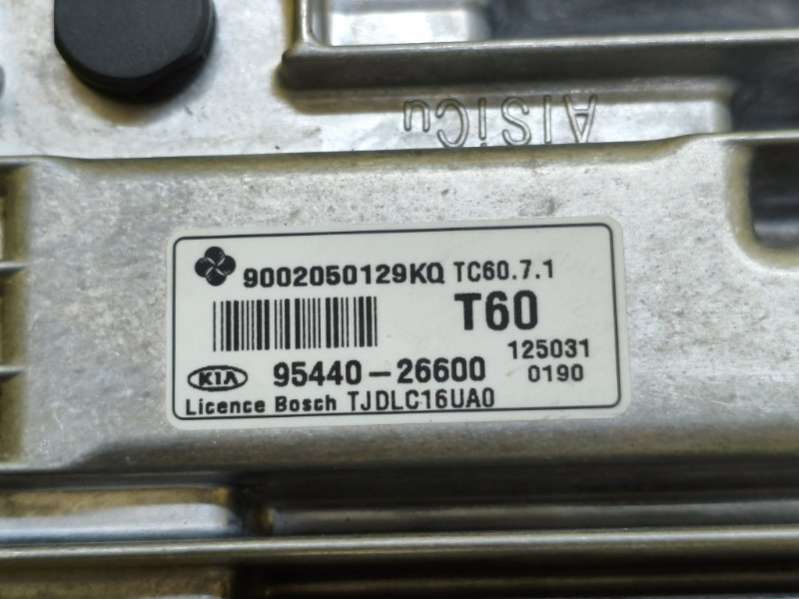 AlSiCu
9002050129KQ TC60.7.1
T60
125031
KIA 95440-26600 0190
Licence Bosch TJDLC16UA0